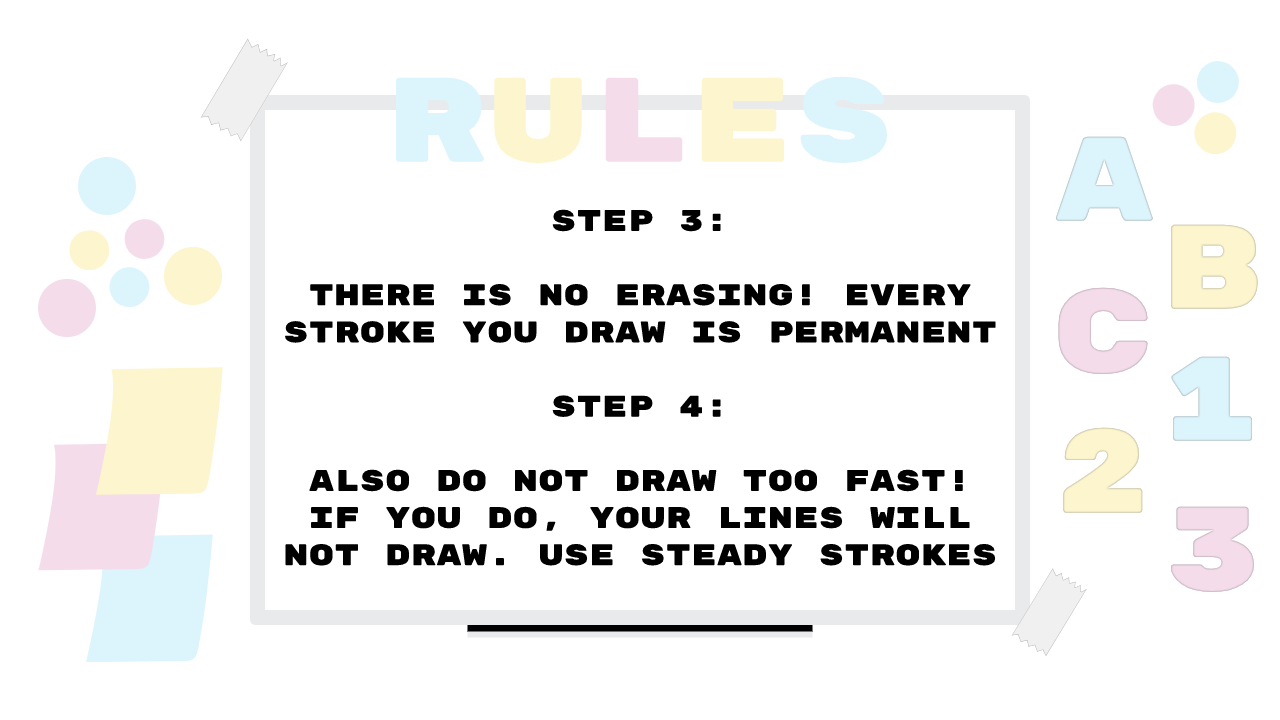 RULES
STEP 3:
THERE IS NO ERASING! EVERY
STROKE YOU DRAW IS PERMANENT
STEP 4:
ALSO DO NOT DRAW TOO FAST!
IF YOU DO, YOUR LINES WILL
NOT DRAW. USE STEADY STROKES
A
B
C
1
2
3